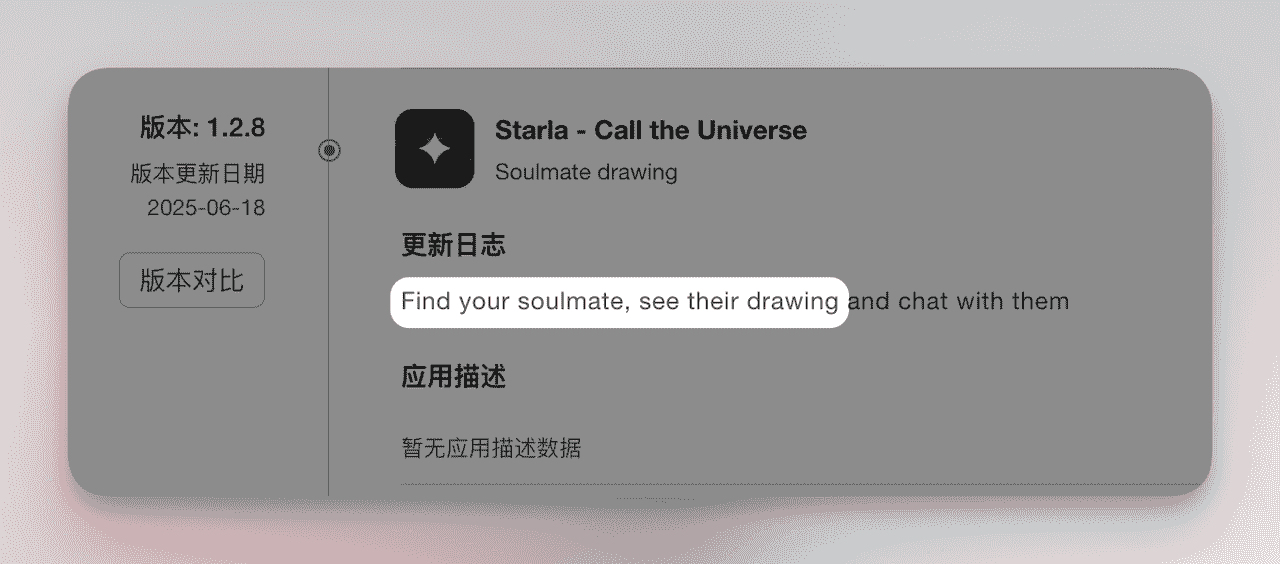 版本: 1.2.8
版本更新日期
2025-06-18
版本对比
Starla - Call the Universe
Soulmate drawing
更新日志
Find your soulmate, see their drawing and chat with them
应用描述
暂无应用描述数据